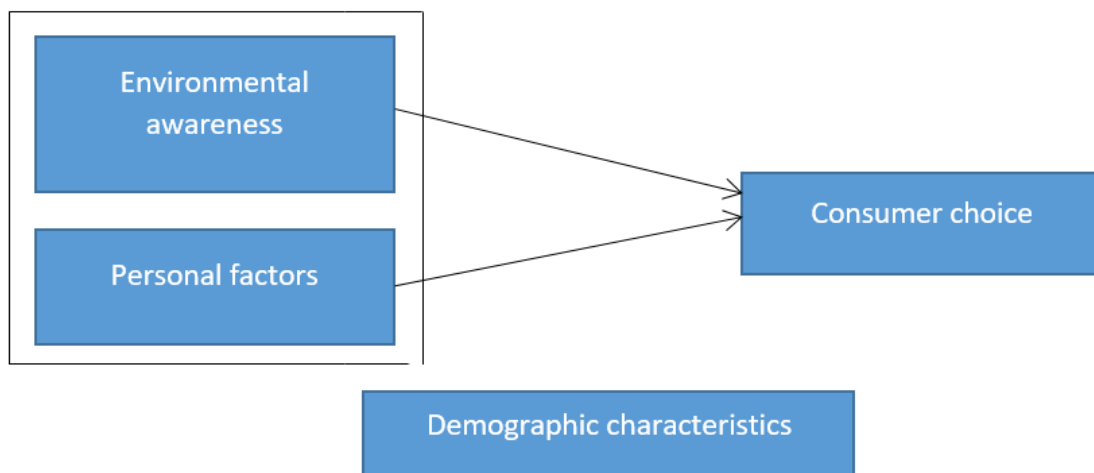 Environmental
awareness
Personal factors
Consumer choice
Demographic characteristics